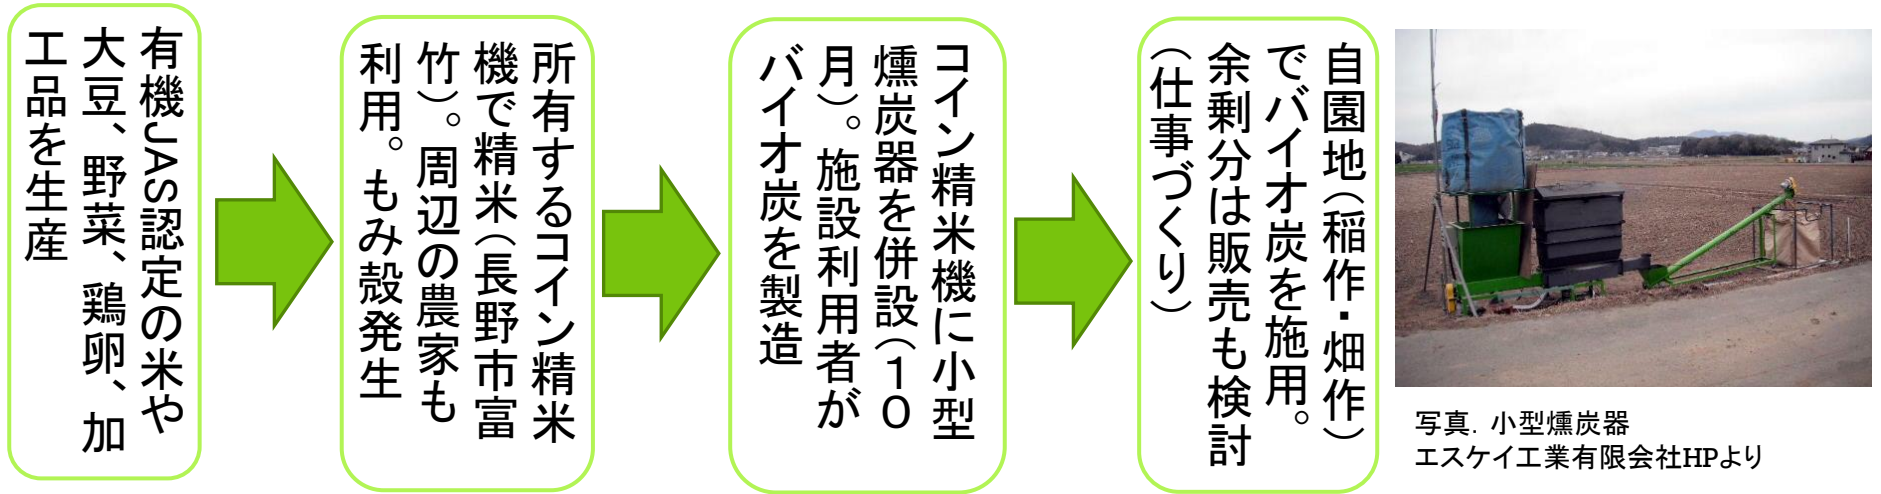 有機JAS認定の米や
大豆、野菜、鶏卵、加
工品を生産
所有するコイン精米
機で精米（長野市富
竹）。周辺の農家も
利用。もみ殻発生
コイン精米機に小型
燻炭器を併設（１０
月）。施設利用者が
バイオ炭を製造
自園地（稲作・畑作）
でバイオ炭を施用。
余剰分は販売も検討
（仕事づくり）
写真．小型燻炭器
エスケイ工業有限会社HPより